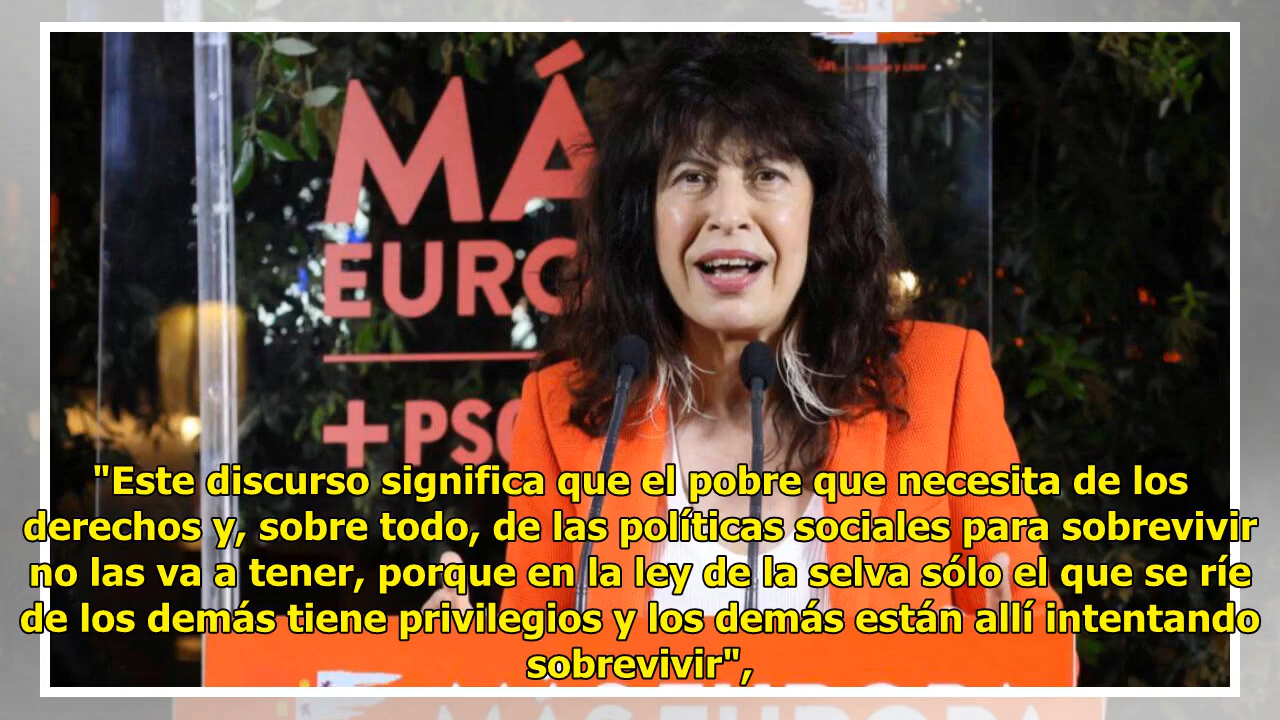 MÁ
EURO
+PSO
"Este discurso significa que el pobre que necesita de los
derechos y, sobre todo, de las políticas sociales para sobrevivir
no las va a tener, porque en la ley de la selva sólo el que se ríe
de los demás tiene privilegios y los demás están allí intentando
sobrevivir",
MÁS EUROPA